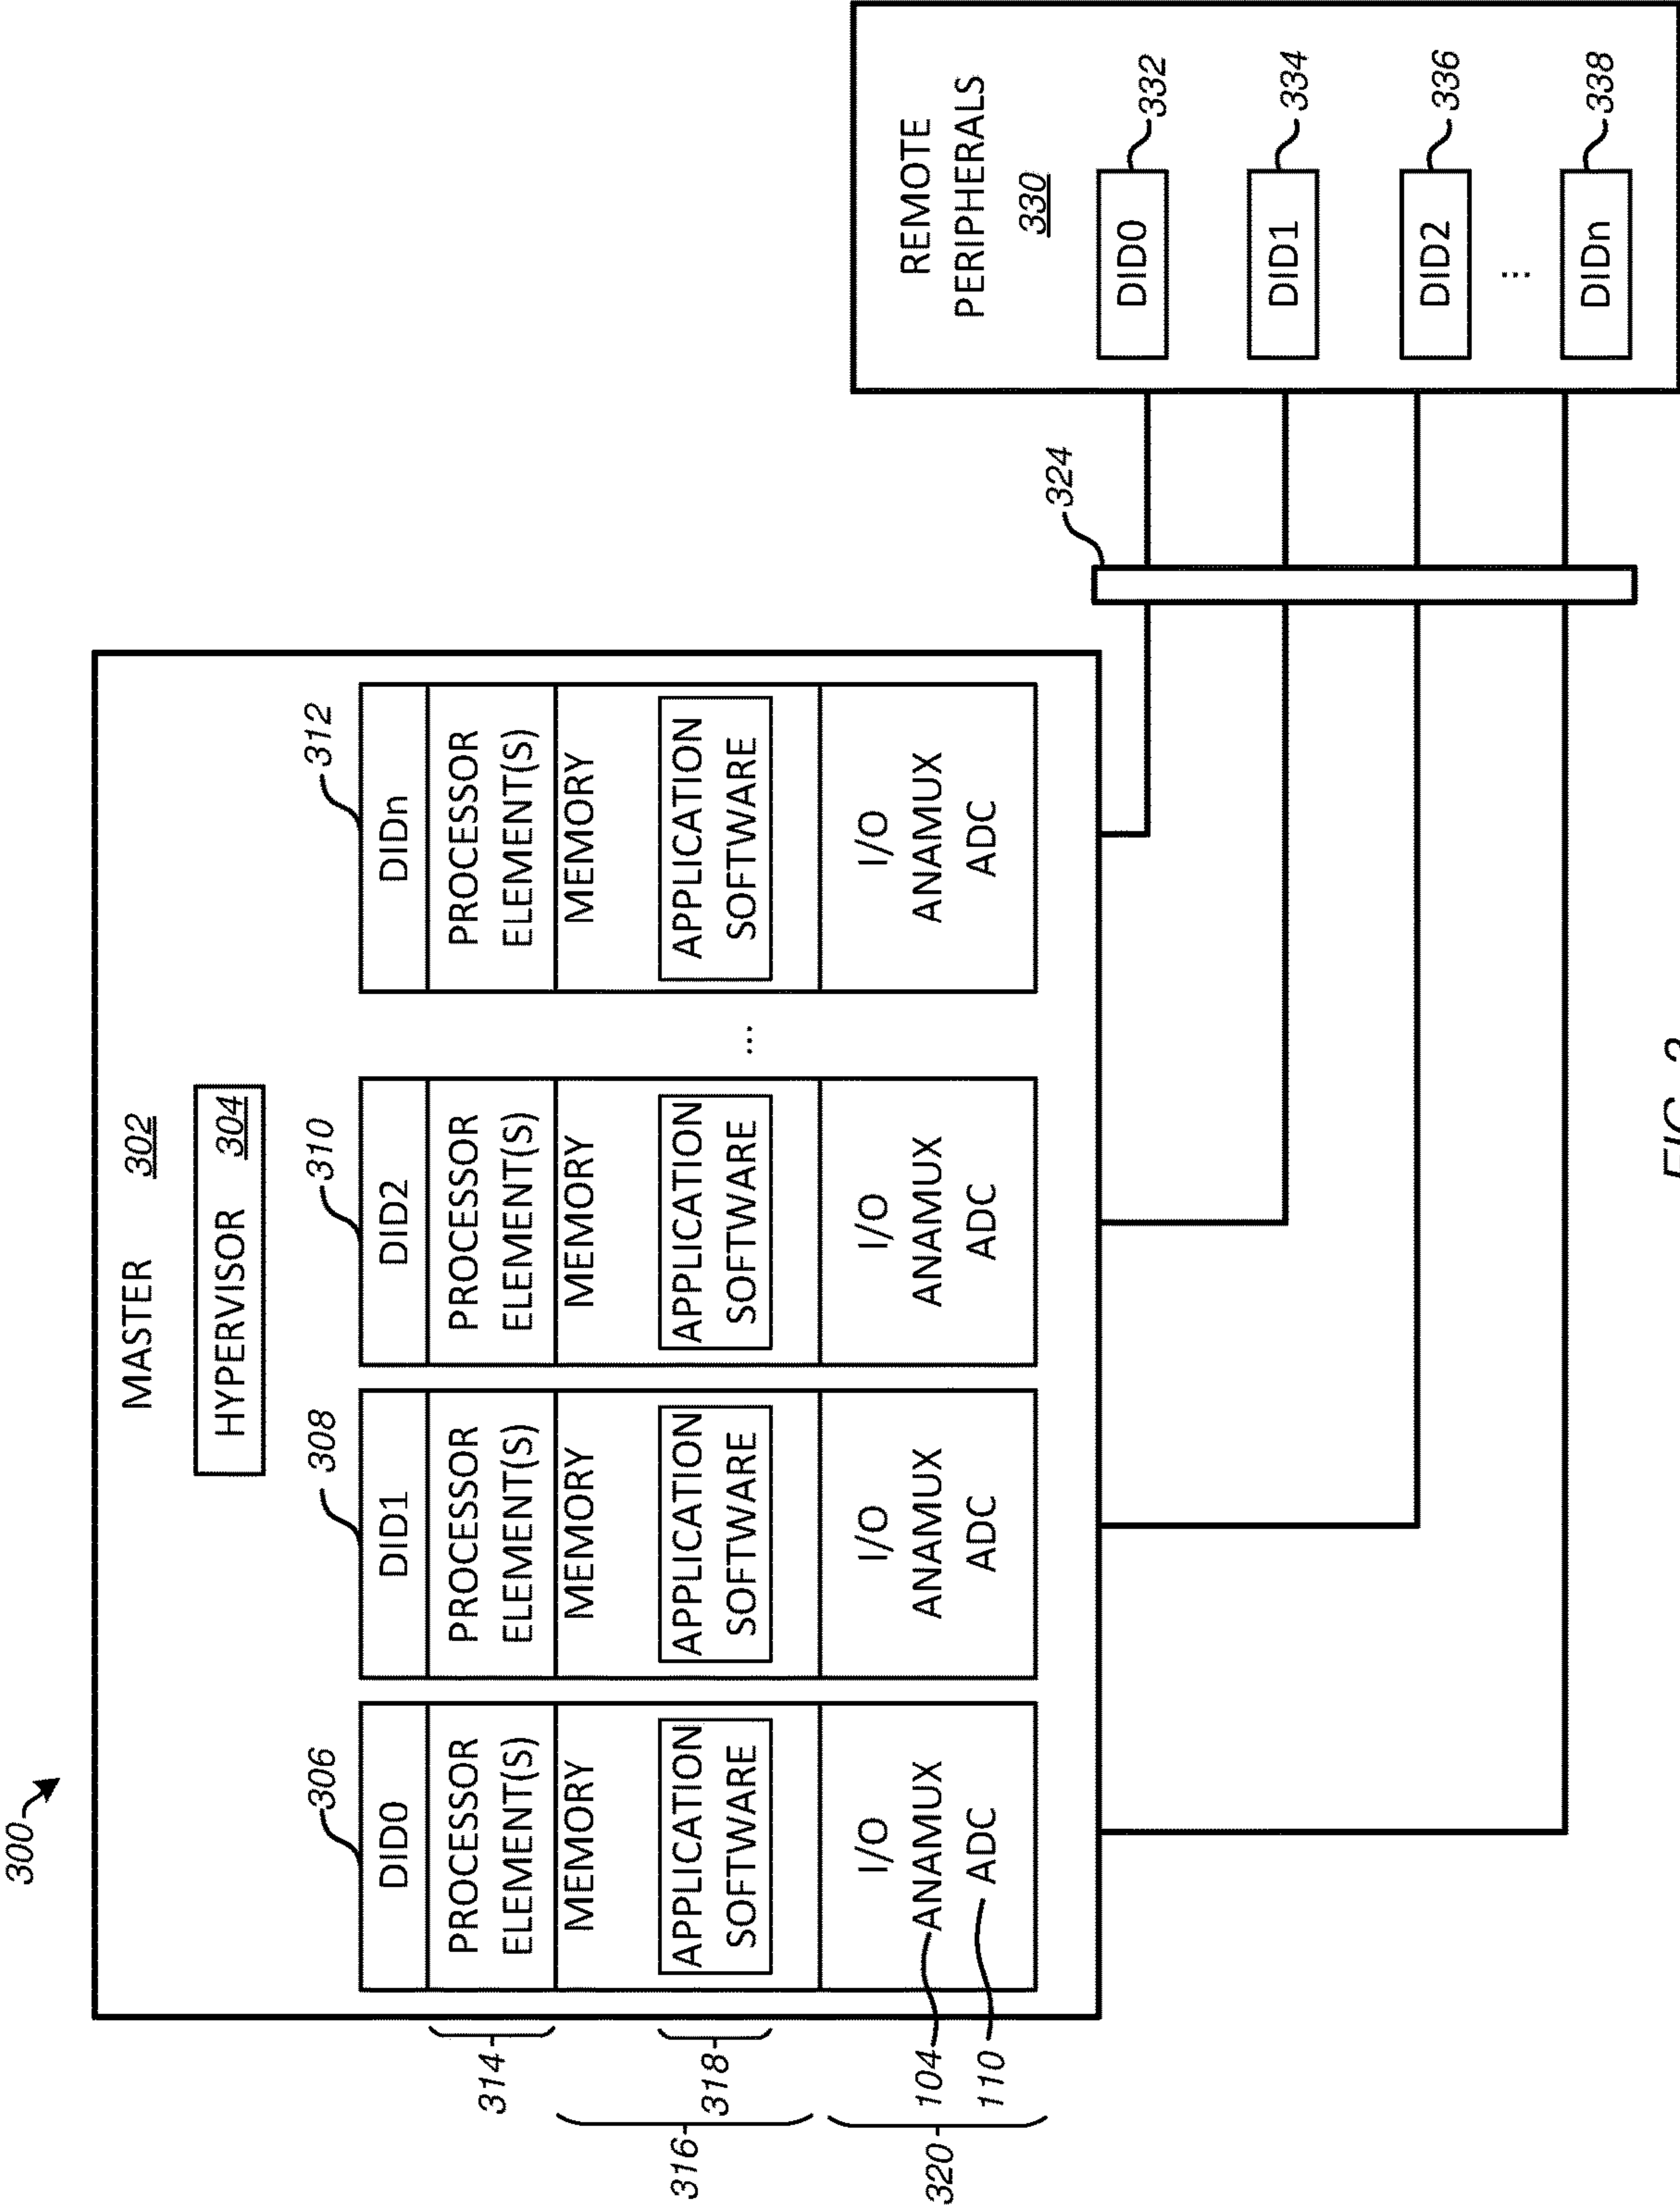 300
MASTER 302
HYPERVISOR 304
306
308
310
312
DID0
DID1
DID2
DIDn
314
PROCESSOR
ELEMENT(S)
PROCESSOR
ELEMENT(S)
PROCESSOR
ELEMENT(S)
PROCESSOR
ELEMENT(S)
316
MEMORY
MEMORY
MEMORY
MEMORY
318
APPLICATION
SOFTWARE
APPLICATION
SOFTWARE
APPLICATION
SOFTWARE
...
APPLICATION
SOFTWARE
320
104
110
I/O
ANAMUX
ADC
I/O
ANAMUX
ADC
I/O
ANAMUX
ADC
I/O
ANAMUX
ADC
324
REMOTE
PERIPHERALS
330
DID0
332
DID1
334
DID2
336
...
DIDn
338